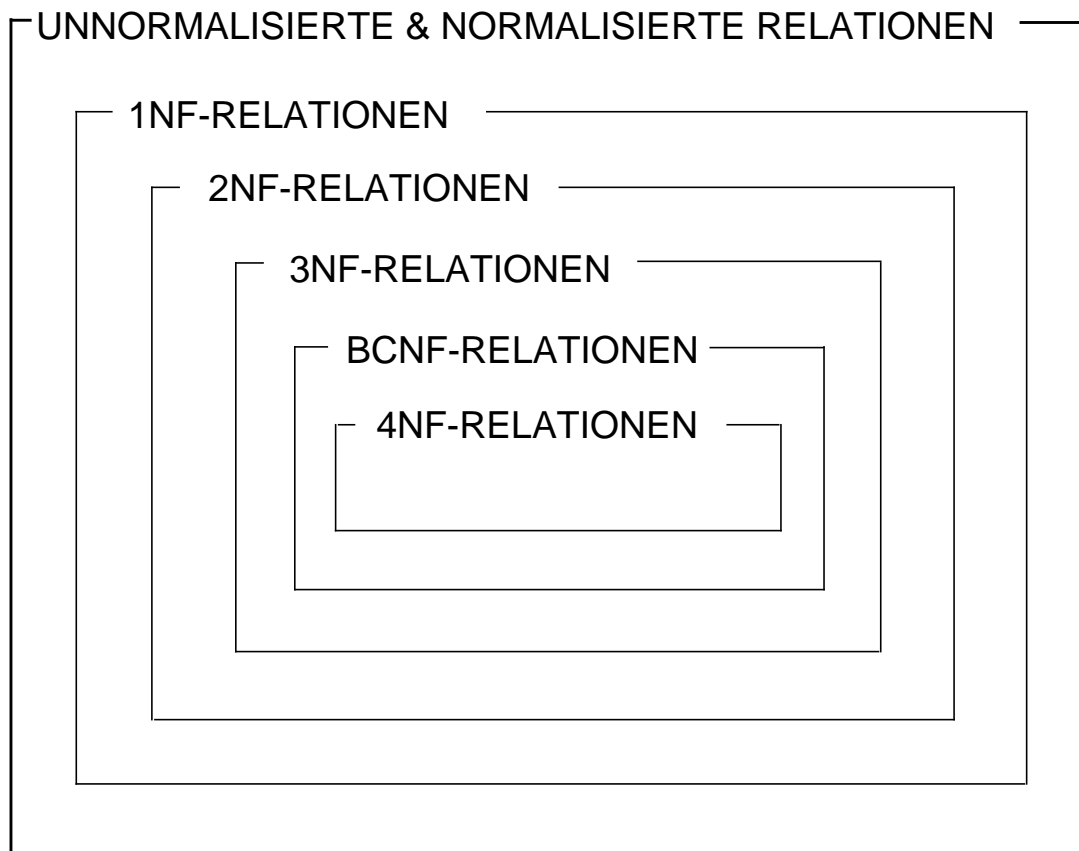 UNNORMALISIERTE & NORMALISIERTE RELATIONEN
1NF-RELATIONEN
2NF-RELATIONEN
3NF-RELATIONEN
BCNF-RELATIONEN
4NF-RELATIONEN